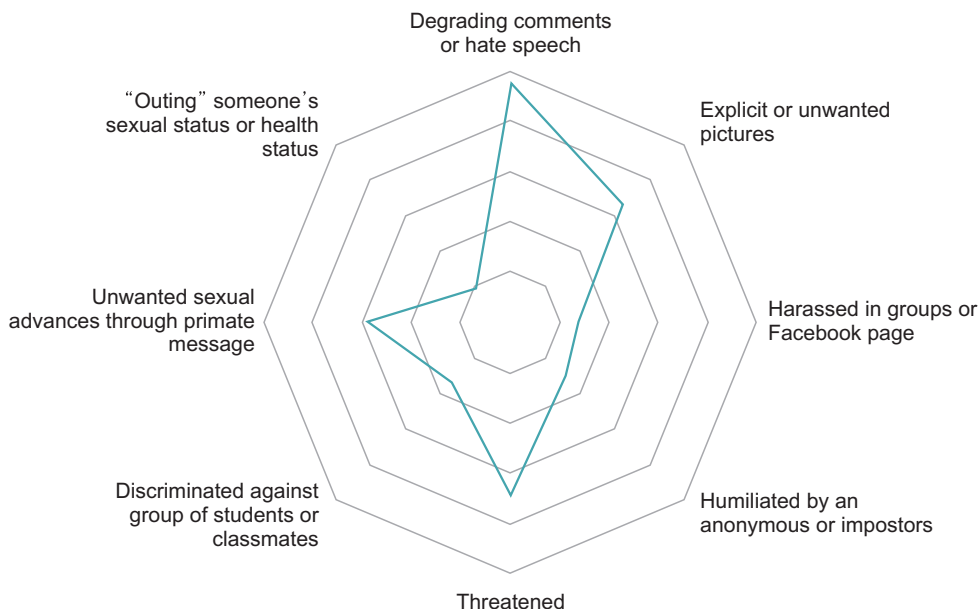 Degrading comments
or hate speech
Explicit or unwanted
pictures
Harassed in groups or
Facebook page
Humiliated by an
anonymous or impostors
Threatened
Discriminated against
group of students or
classmates
Unwanted sexual
advances through primate
message
“Outing” someone’s
sexual status or health
status